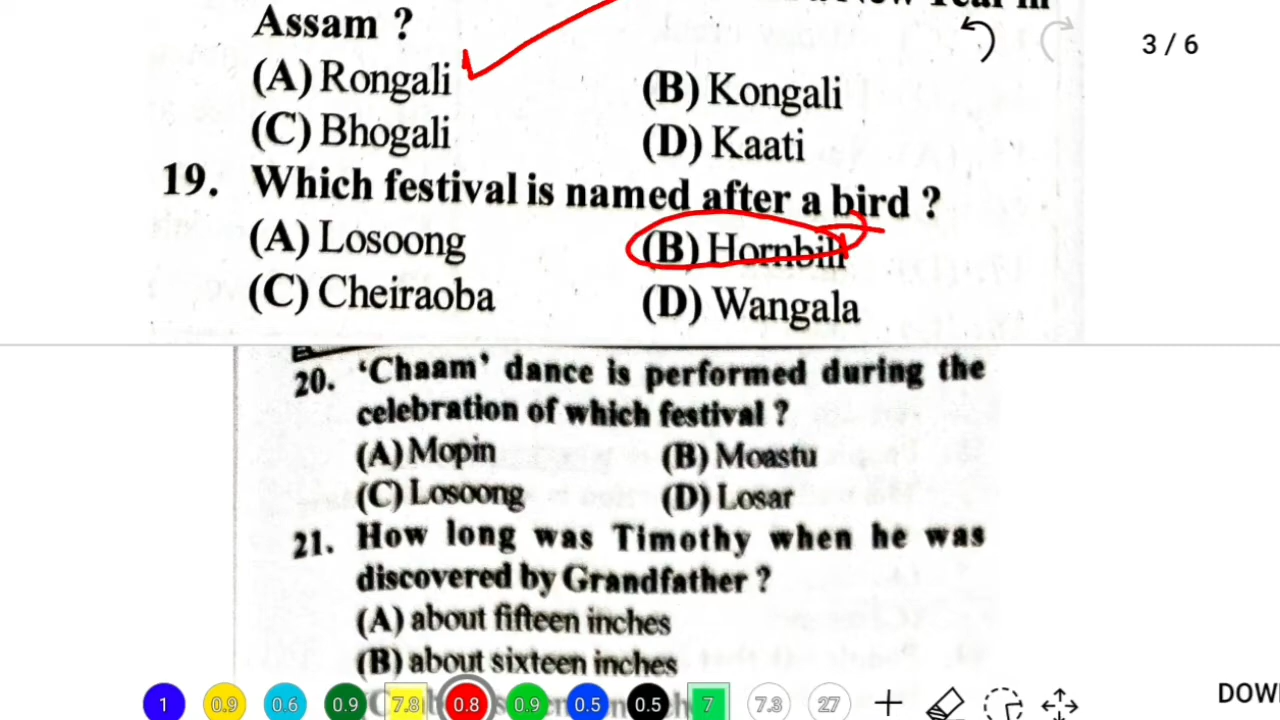 Assam ?
3 / 6
(A) Rongali
(B) Kongali
(C) Bhogali
(D) Kaati
19. Which festival is named after a bird ?
(A) Losoong
(B) Hornbill
(C) Cheiraoba
(D) Wangala
20. ‘Chaam’ dance is performed during the
celebration of which festival ?
(A) Mopin
(B) Moastu
(C) Losoong
(D) Losar
21. How long was Timothy when he was
discovered by Grandfather ?
(A) about fifteen inches
(B) about sixteen inches
1 0.9 0.6 0.9 7.8 0.8 0.9 0.5 0.5 7 7.3 27